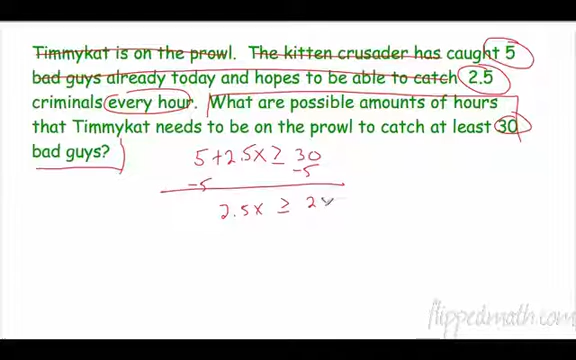 Timmykat is on the prowl. The kitten crusader has caught 5
bad guys already today and hopes to be able to catch 2.5
criminals every hour. What are possible amounts of hours
that Timmykat needs to be on the prowl to catch at least 30
bad guys?
5 + 2.5x ≥ 30
-5 -5
2.5x ≥ 2
flippedmath.com